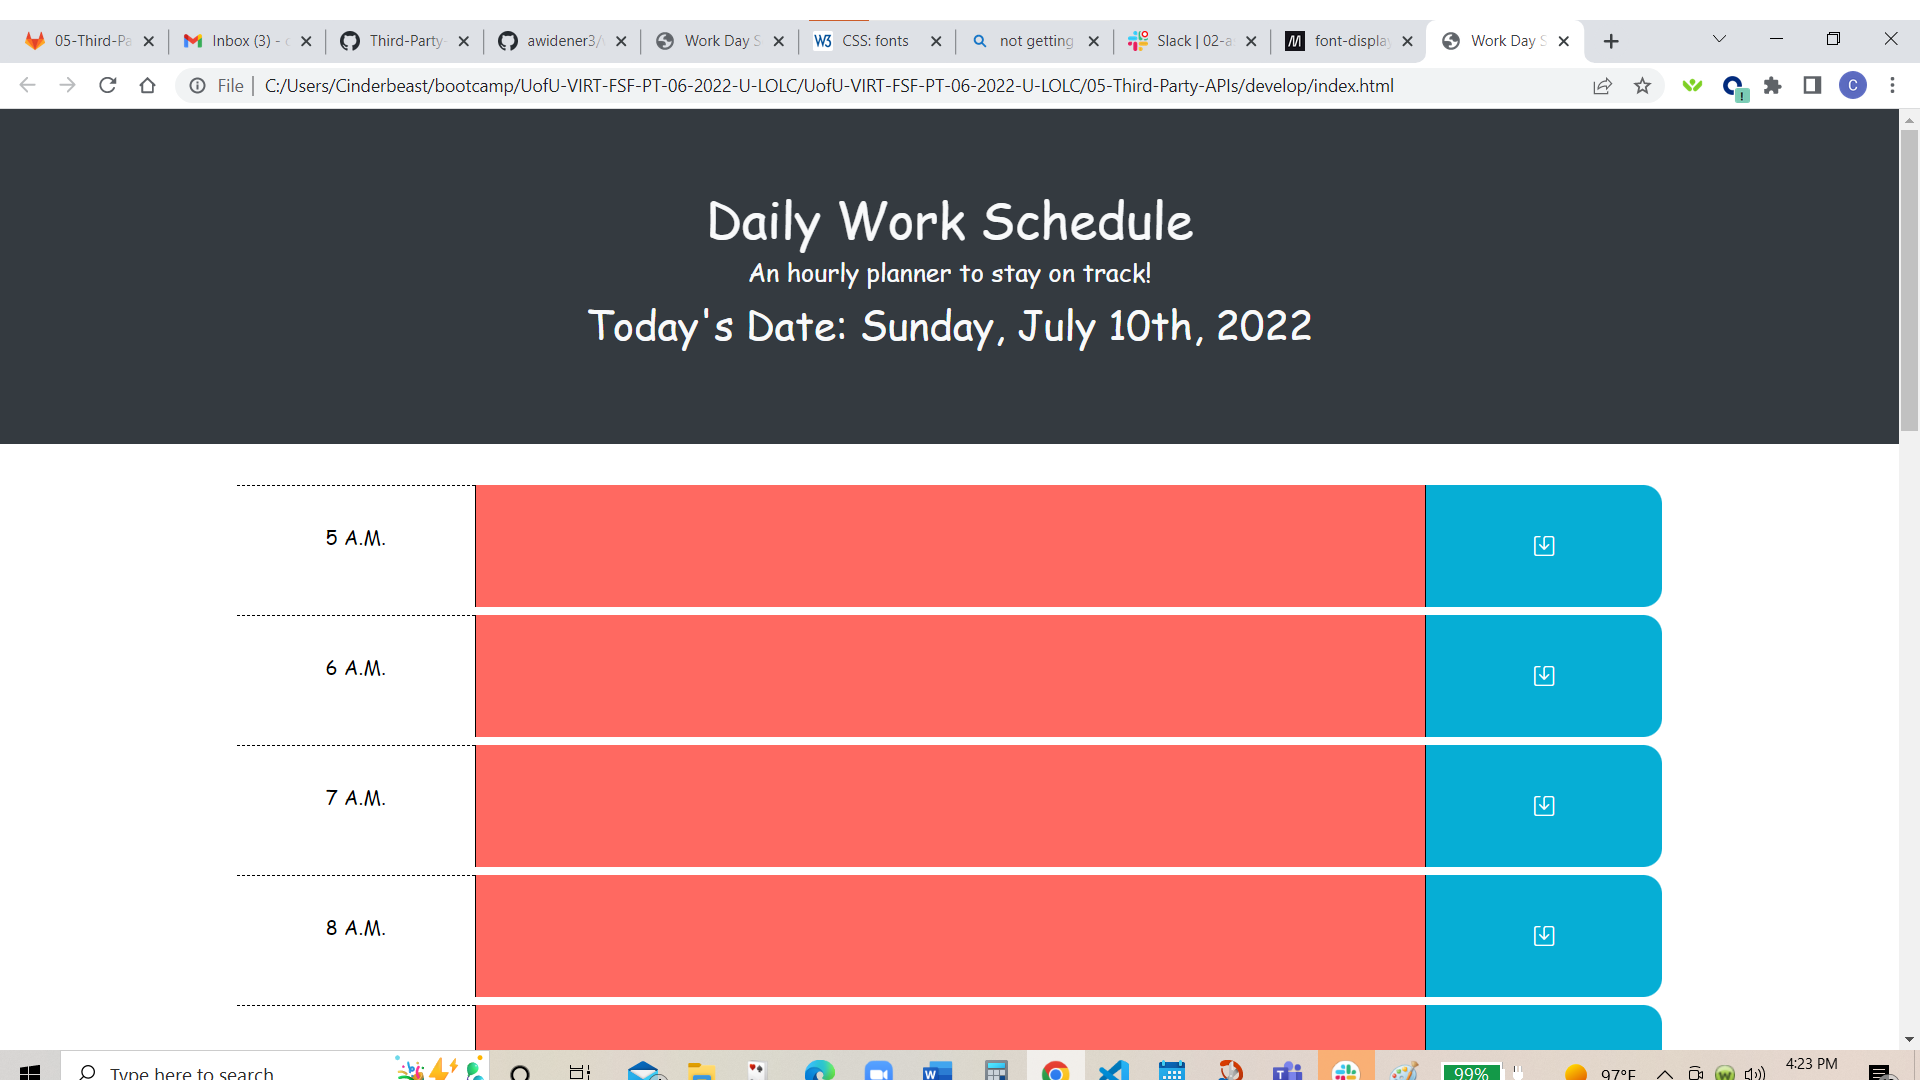 05-Third-Pa
Inbox (3) - c
Third-Party-
awidener3/
Work Day S
W3
CSS: fonts
not getting
Slack | 02-a
M
font-display
Work Day S
File
C:/Users/Cinderbeast/bootcamp/UofU-VIRT-FSF-PT-06-2022-U-LOLC/UofU-VIRT-FSF-PT-06-2022-U-LOLC/05-Third-Party-APIs/develop/index.html
C
Daily Work Schedule
An hourly planner to stay on track!
Today's Date: Sunday, July 10th, 2022
5 A.M.
6 A.M.
7 A.M.
8 A.M.
Type here to search
99%
97°F
4:23 PM